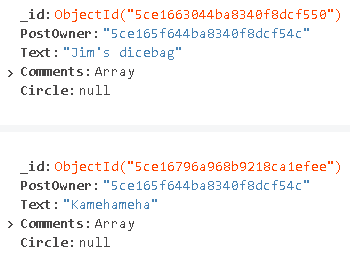 _id: ObjectId("5ce1663044ba8340f8dcf550")
PostOwner: "5ce165f644ba8340f8dcf54c"
Text: "Jim's dicebag"
> Comments: Array
Circle: null
_id: ObjectId("5ce16796a968b9218ca1efee")
PostOwner: "5ce165f644ba8340f8dcf54c"
Text: "Kamehameha"
> Comments: Array
Circle: null